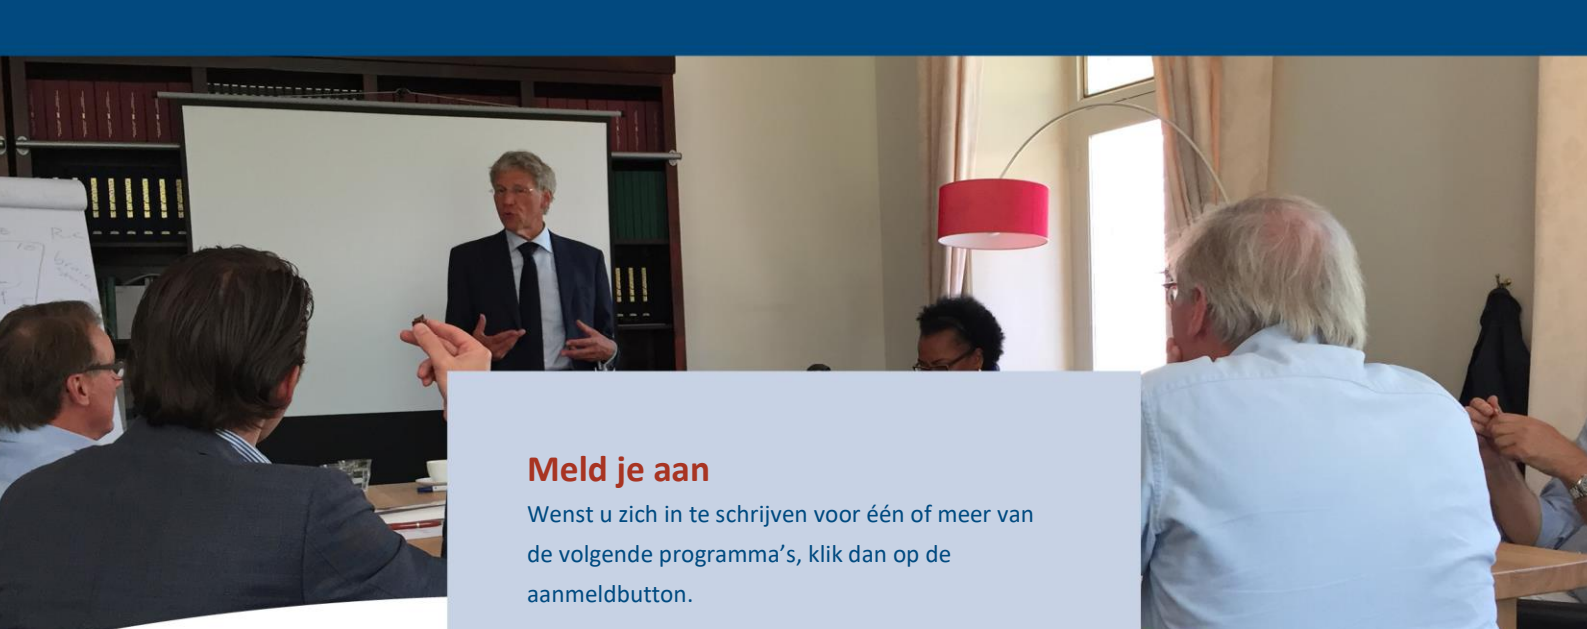 Meld je aan
Wenst u zich in te schrijven voor één of meer van
de volgende programma's, klik dan op de
aanmeldbutton.